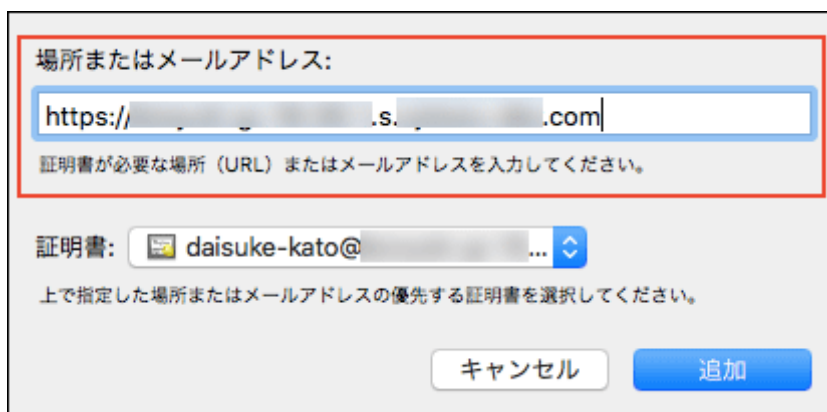 場所またはメールアドレス:
https:// .s. .com
証明書が必要な場所（URL）またはメールアドレスを入力してください。
証明書: daisuke-kato@ ...
上で指定した場所またはメールアドレスの優先する証明書を選択してください。
キャンセル 追加